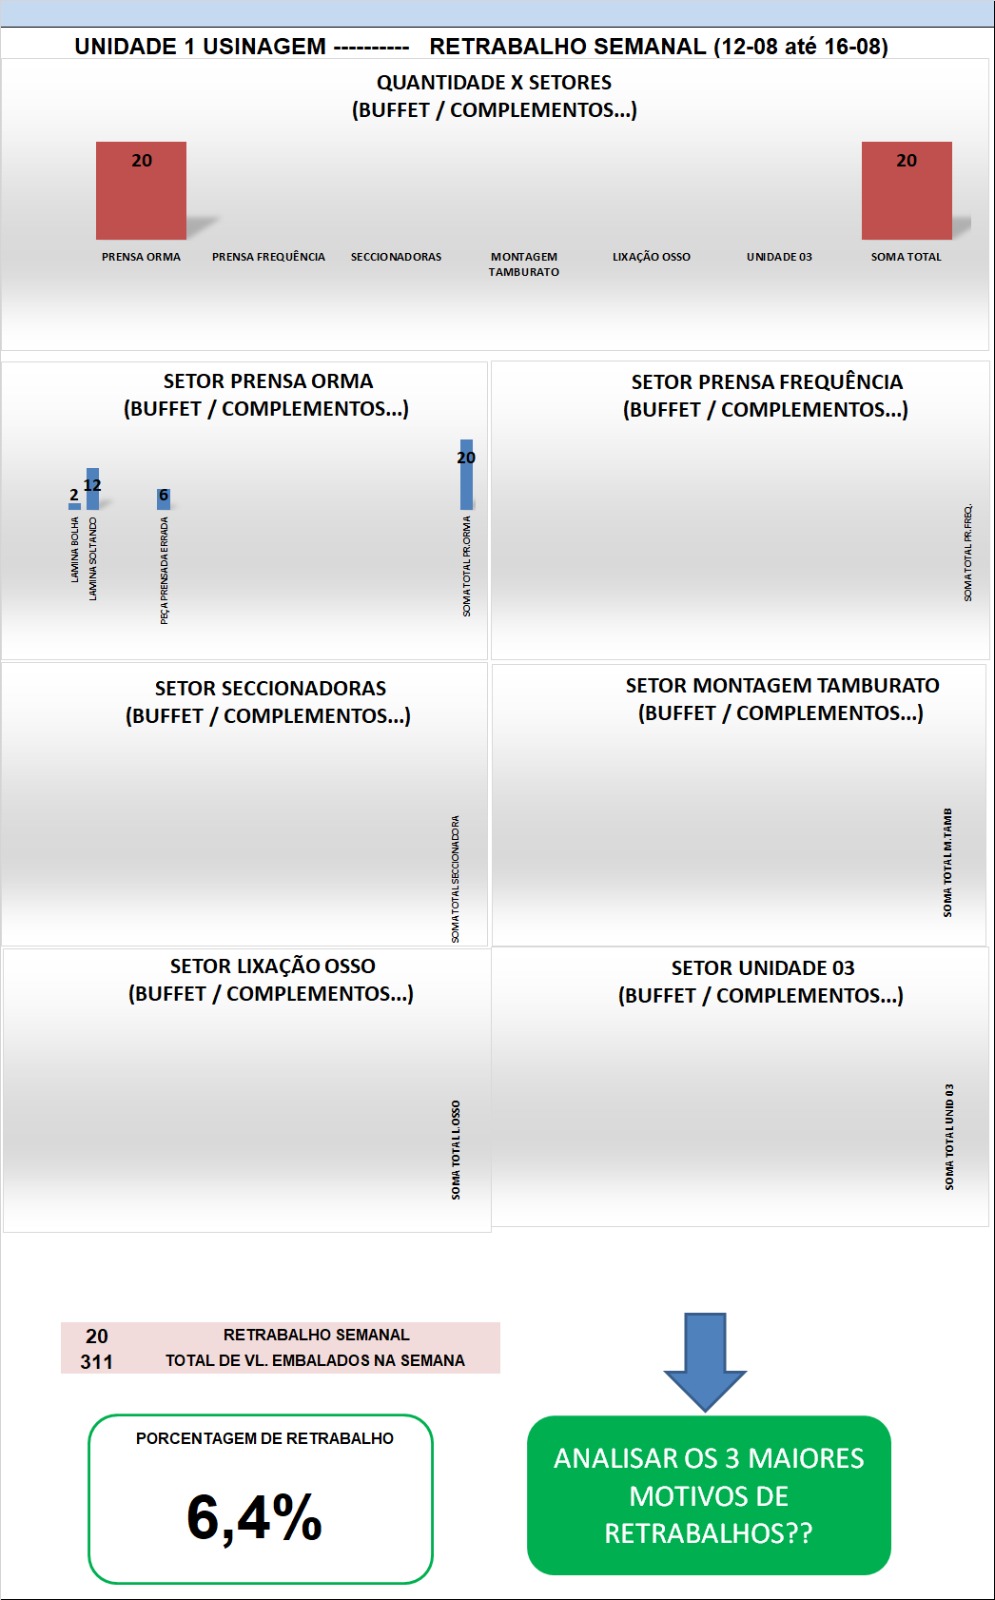 UNIDADE 1 USINAGEM ---------- RETRABALHO SEMANAL (12-08 até 16-08)
QUANTIDADE X SETORES
(BUFFET / COMPLEMENTOS...)
20
20
PRENSA ORMA
PRENSA FREQUÊNCIA
SECCIONADORAS
MONTAGEM
TAMBURATO
LIXAÇÃO OSSO
UNIDADE 03
SOMA TOTAL
SETOR PRENSA ORMA
(BUFFET / COMPLEMENTOS...)
2
12
6
20
LAMINA BOLHA
LAMINA SOLTANDO
PEÇA PRENSADA ERRADA
SOMA TOTAL PR.ORMA
SETOR PRENSA FREQUÊNCIA
(BUFFET / COMPLEMENTOS...)
SOMA TOTAL PR.FREQ.
SETOR SECCIONADORAS
(BUFFET / COMPLEMENTOS...)
SOMA TOTAL SECCIONADORA
SETOR MONTAGEM TAMBURATO
(BUFFET / COMPLEMENTOS...)
SOMA TOTAL M.TAMB
SETOR LIXAÇÃO OSSO
(BUFFET / COMPLEMENTOS...)
SOMA TOTAL L.OSSO
SETOR UNIDADE 03
(BUFFET / COMPLEMENTOS...)
SOMA TOTAL UNID 03
20 RETRABALHO SEMANAL
311 TOTAL DE VL. EMBALADOS NA SEMANA
PORCENTAGEM DE RETRABALHO
6,4%
ANALISAR OS 3 MAIORES
MOTIVOS DE
RETRABALHOS??